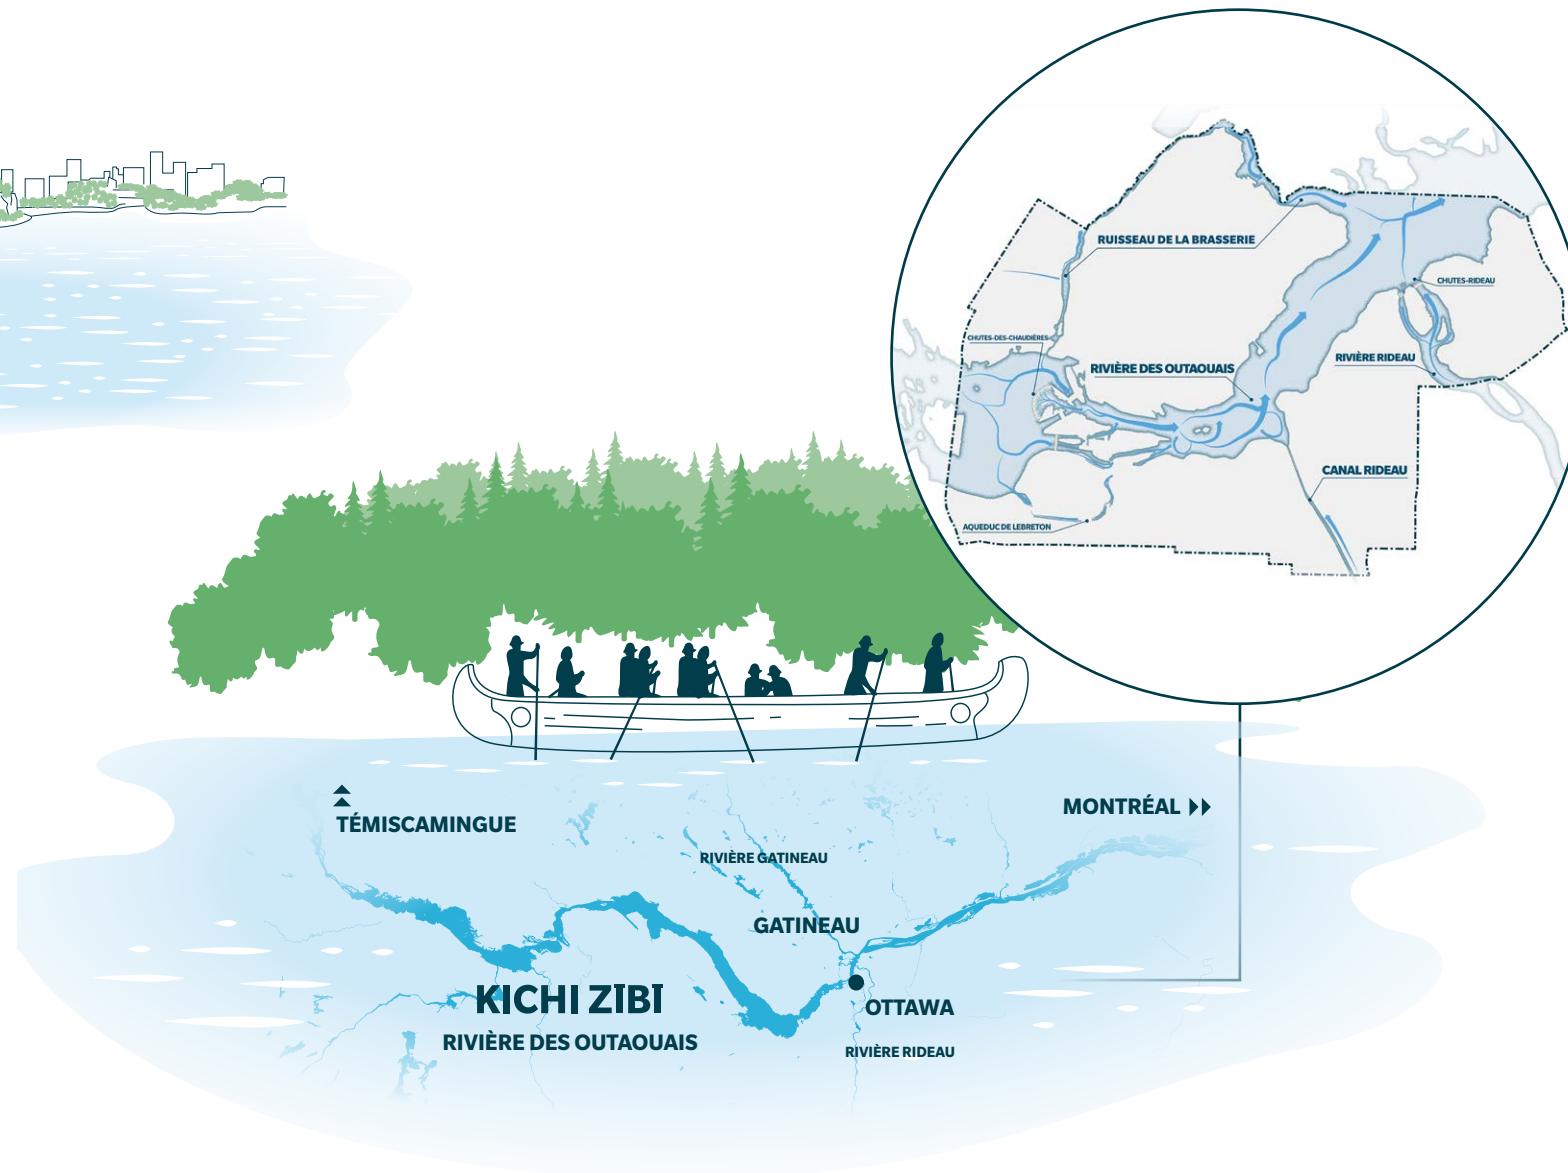 RUISSEAU DE LA BRASSERIE
CHUTES-RIDEAU
CHUTES-DES-CHAUDIÈRES
RIVIÈRE RIDEAU
RIVIÈRE DES OUTAOUAIS
CANAL RIDEAU
AQUEDUC DE LEBRETON
TÉMISCAMINGUE
MONTRÉAL
RIVIÈRE GATINEAU
GATINEAU
KICHI ZĪBĪ
OTTAWA
RIVIÈRE DES OUTAOUAIS
RIVIÈRE RIDEAU